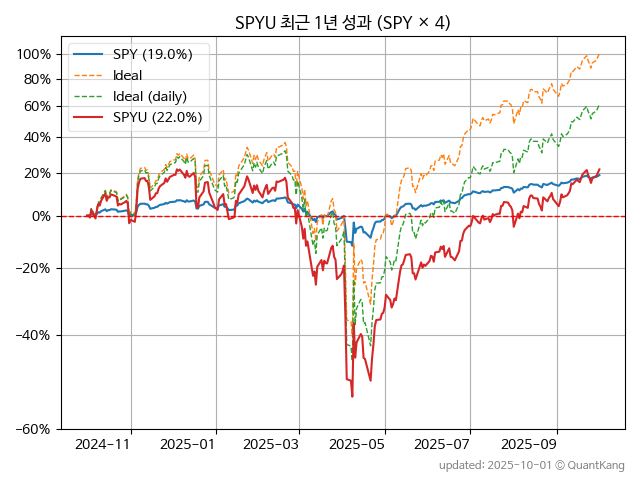 SPYU 최근 1년 성과 (SPY × 4)
SPY (19.0%)
Ideal
Ideal (daily)
SPYU (22.0%)
100%
80%
60%
40%
20%
0%
−20%
−40%
−60%
2024−11
2025−01
2025−03
2025−05
2025−07
2025−09
updated: 2025-10-01 © QuantKang